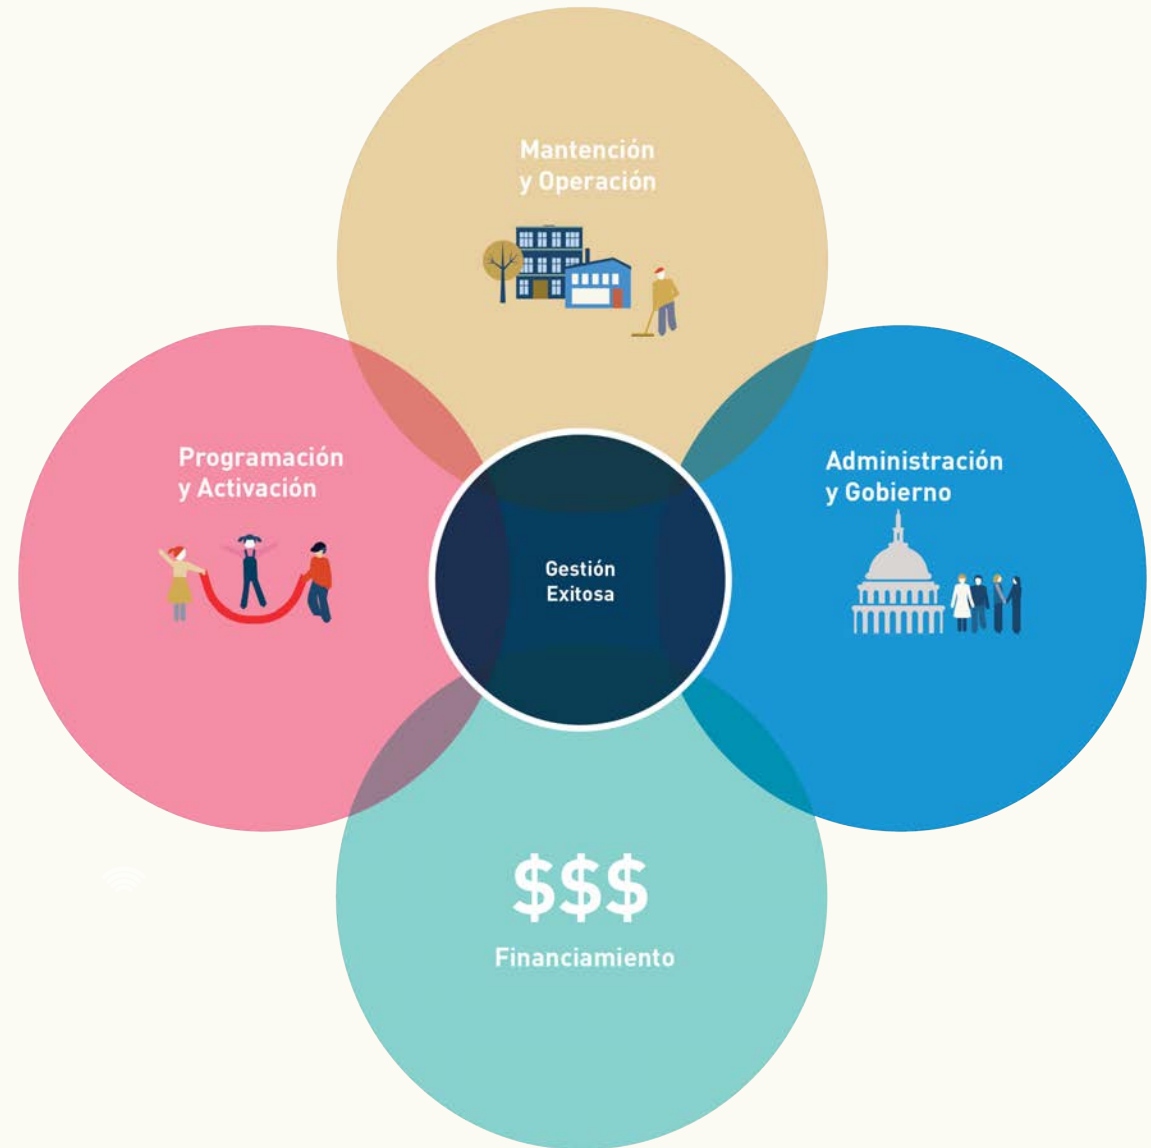 Mantención
y Operación
Programación
y Activación
Administración
y Gobierno
Gestión
Exitosa
$$$
Financiamiento